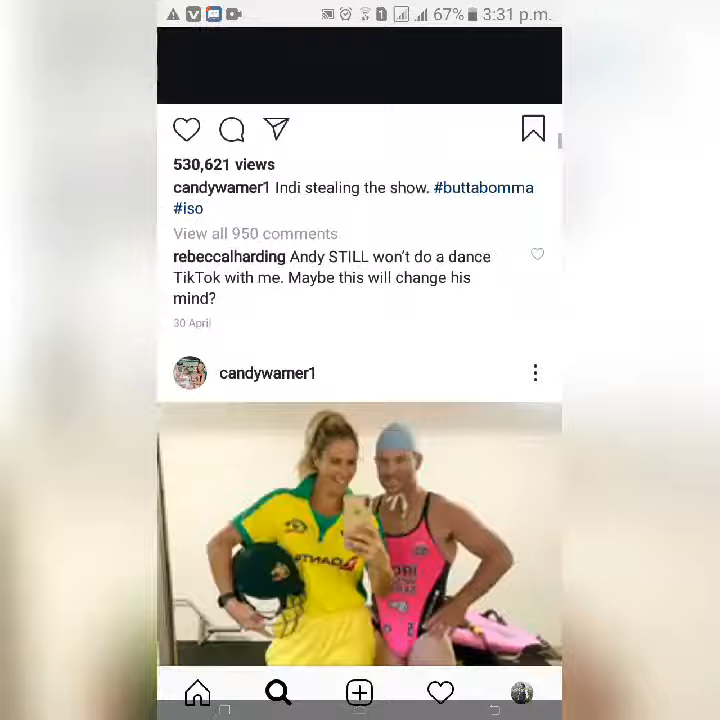 67% 3:31 p.m.
530,621 views
candywarner1 Indi stealing the show. #buttabomma
#iso
View all 950 comments
rebeccalharding Andy STILL won't do a dance
TikTok with me. Maybe this will change his
mind?
30 April
candywarner1